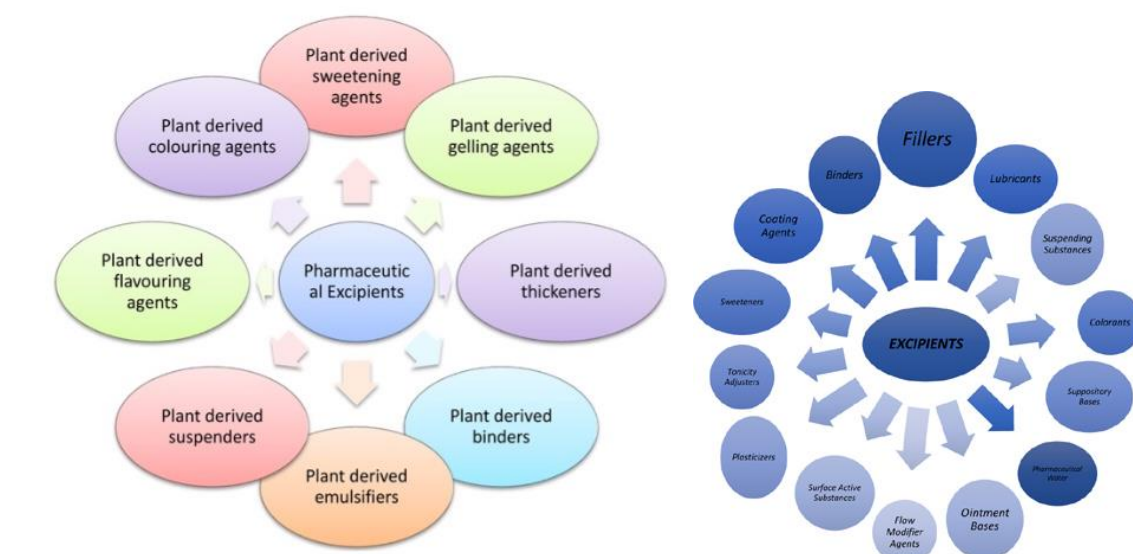 Plant derived
sweetening
agents
Plant derived
colouring agents
Plant derived
gelling agents
Plant derived
flavouring
agents
Pharmaceutic
al Excipients
Plant derived
thickeners
Plant derived
suspenders
Plant derived
binders
Plant derived
emulsifiers
Fillers
Binders
Lubricants
Coating
Agents
Suspending
Substances
Sweeteners
EXCIPIENTS
Colorants
Tonicity
Adjusters
Suppository
Bases
Plasticizers
Pharmaceutical
Water
Surface Active
Substances
Flow
Modifier
Agents
Ointment
Bases